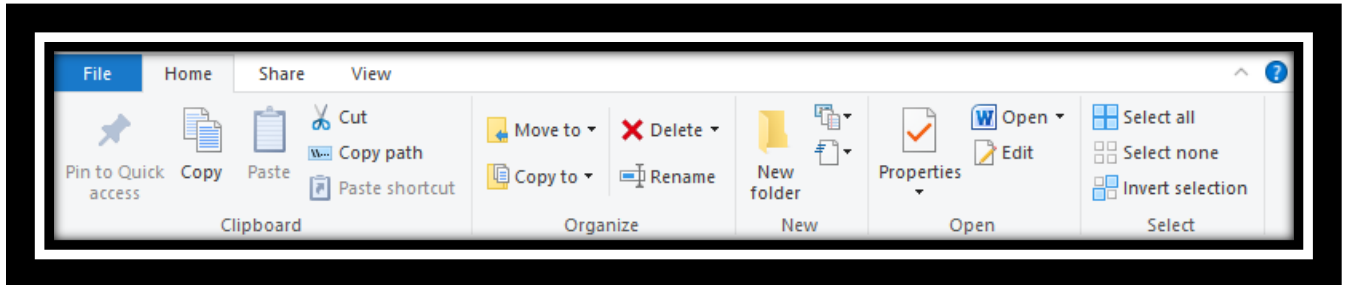 File Home Share View
Pin to Quick access
Copy
Paste
Cut
Copy path
Paste shortcut
Clipboard
Move to
Copy to
Delete
Rename
Organize
New folder
New
Properties
Open
Edit
Open
Select all
Select none
Invert selection
Select